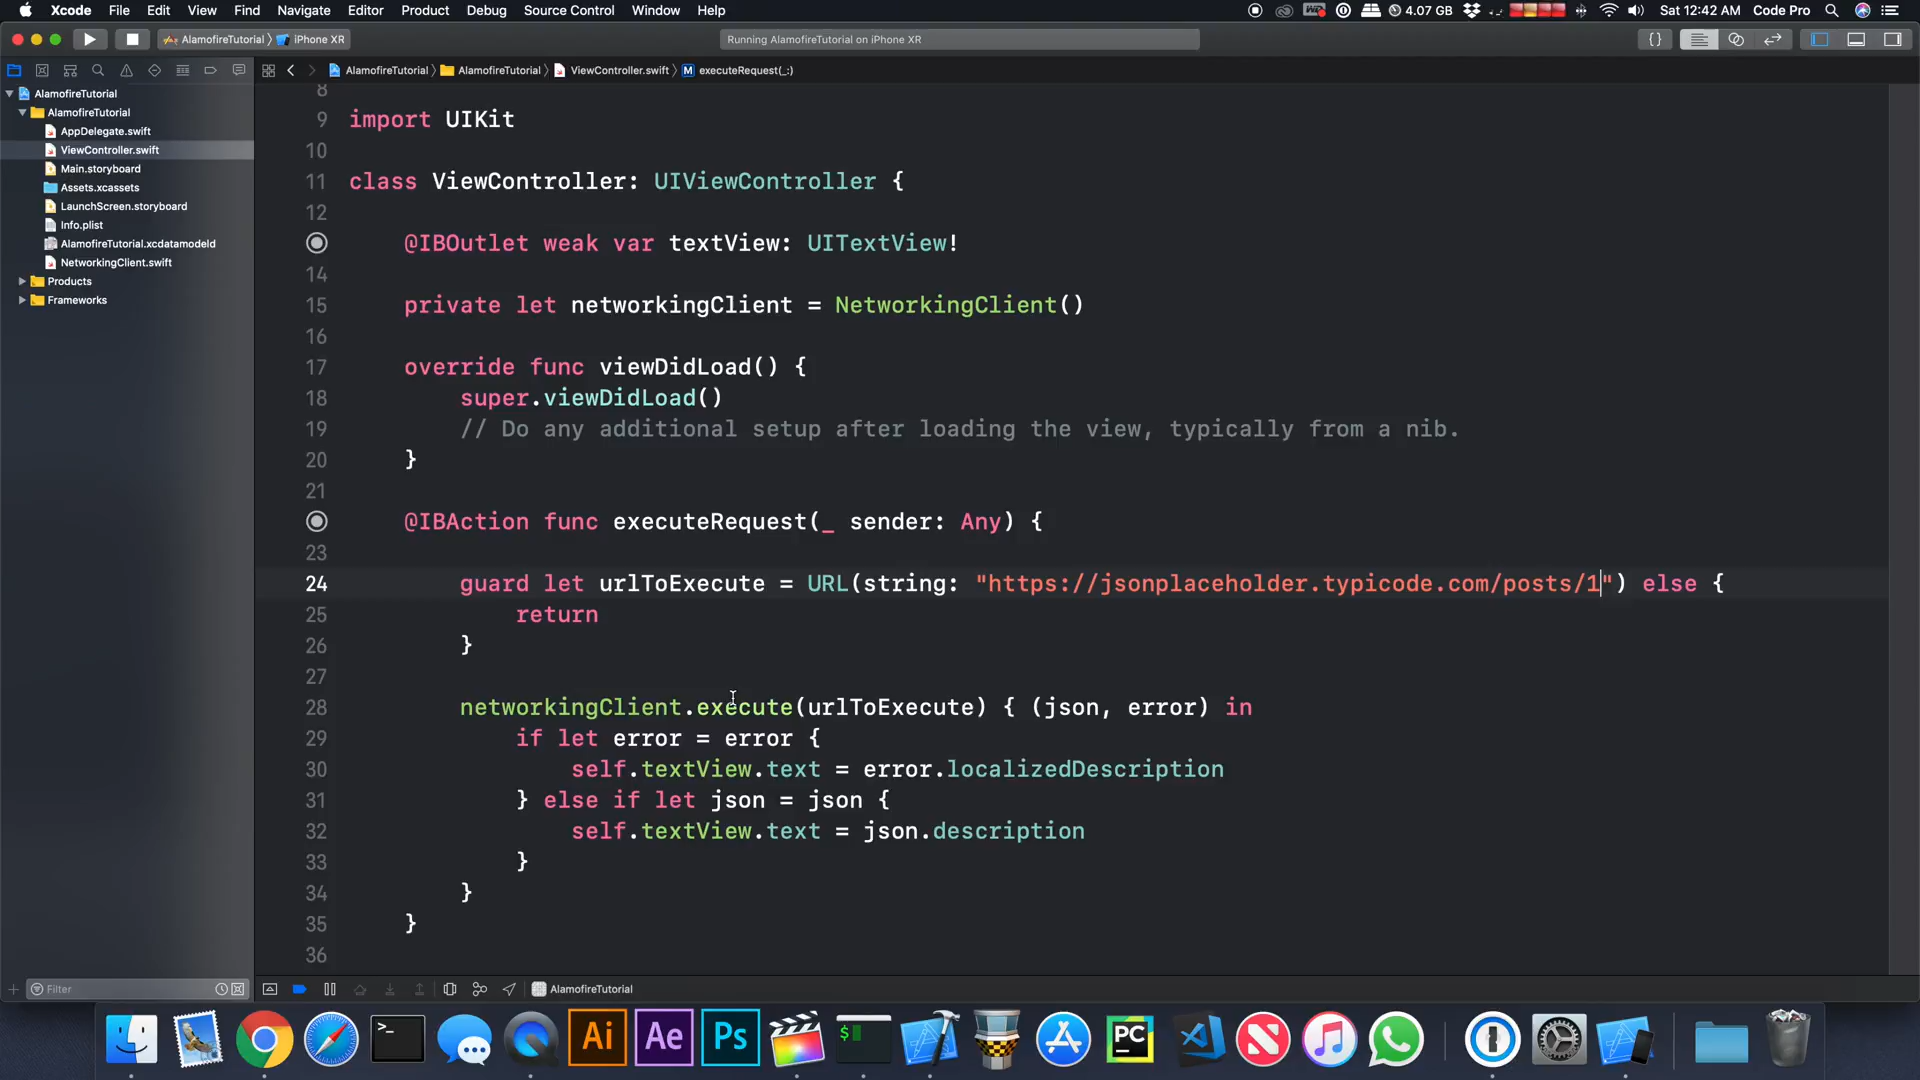 Xcode File Edit View Find Navigate Editor Product Debug Source Control Window Help 4.07 GB Sat 12:42 AM Code Pro
AlamofireTutorial iPhone XR Running AlamofireTutorial on iPhone XR
AlamofireTutorial AlamofireTutorial ViewController.swift M executeRequest(_:)
AlamofireTutorial
AlamofireTutorial
AppDelegate.swift
ViewController.swift
Main.storyboard
Assets.xcassets
LaunchScreen.storyboard
Info.plist
AlamofireTutorial.xcdatamodeld
NetworkingClient.swift
Products
Frameworks
8
9 import UIKit
10
11 class ViewController: UIViewController {
12
@IBOutlet weak var textView: UITextView!
14
15 private let networkingClient = NetworkingClient()
16
17 override func viewDidLoad() {
18 super.viewDidLoad()
19 // Do any additional setup after loading the view, typically from a nib.
20 }
21
@IBAction func executeRequest(_ sender: Any) {
23
24 guard let urlToExecute = URL(string: "https://jsonplaceholder.typicode.com/posts/1") else {
25 return
26 }
27
28 networkingClient.execute(urlToExecute) { (json, error) in
29 if let error = error {
30 self.textView.text = error.localizedDescription
31 } else if let json = json {
32 self.textView.text = json.description
33 }
34 }
35 }
36
Filter AlamofireTutorial
Ai Ae Ps $ PC